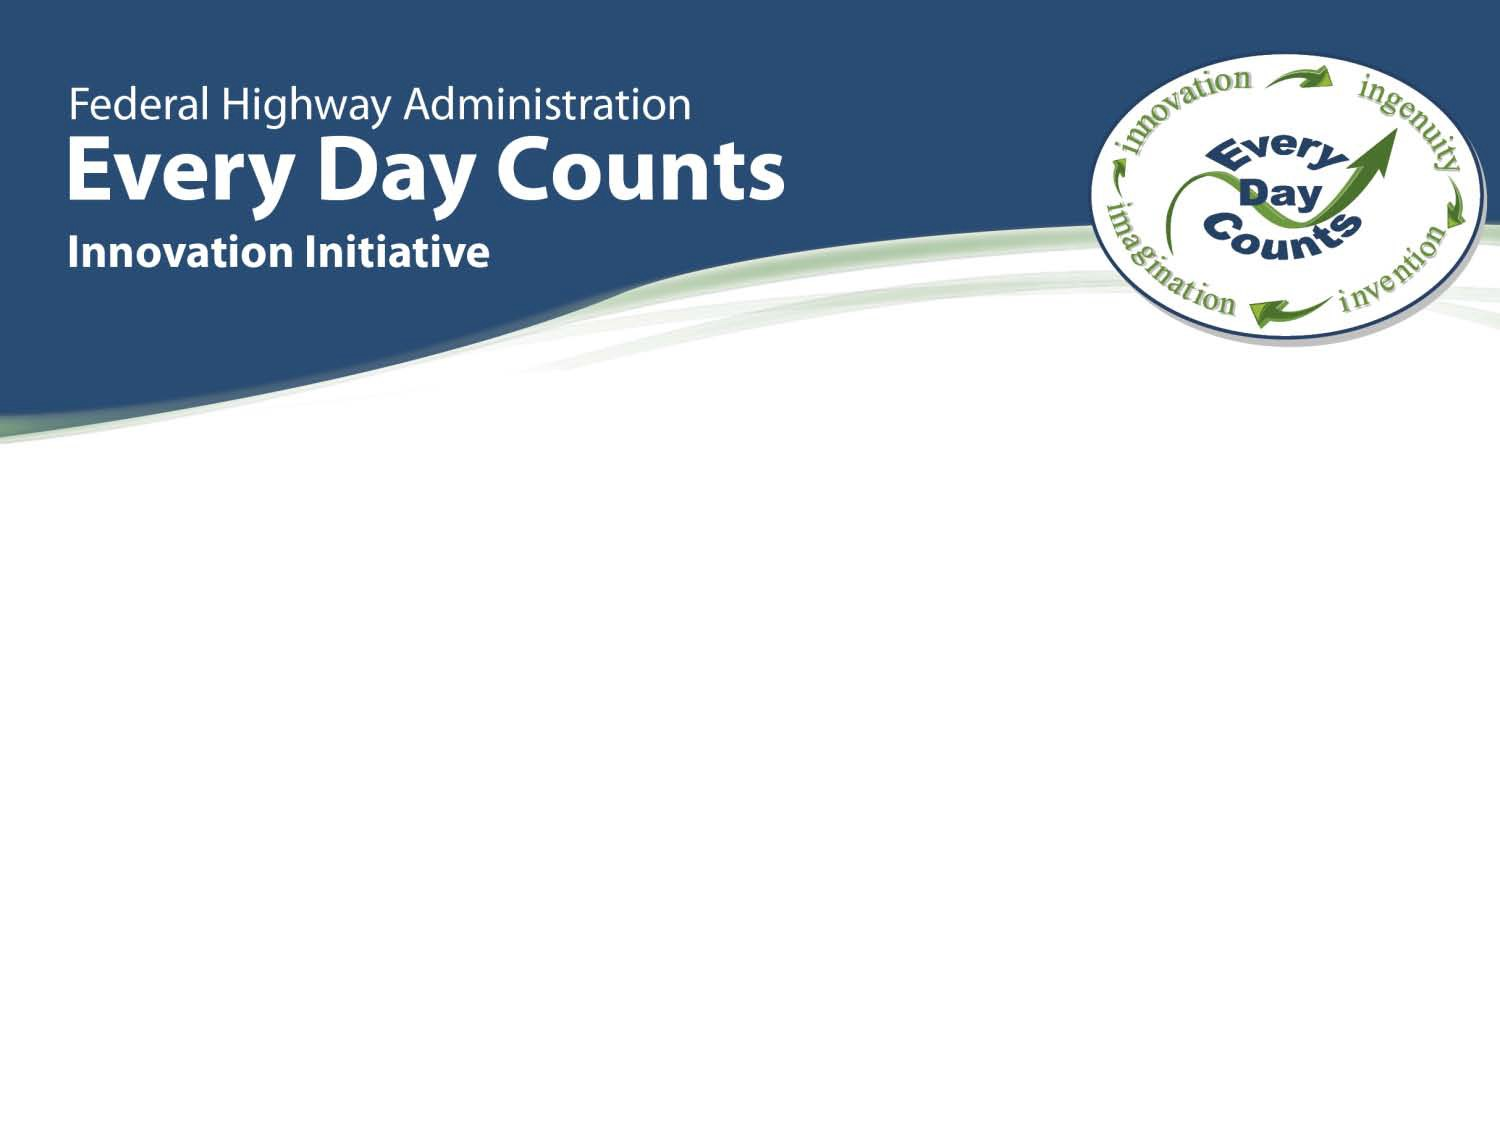 Federal Highway Administration
Every Day Counts
Innovation Initiative
innovation
ingenuity
invention
imagination
Every
Day
Counts